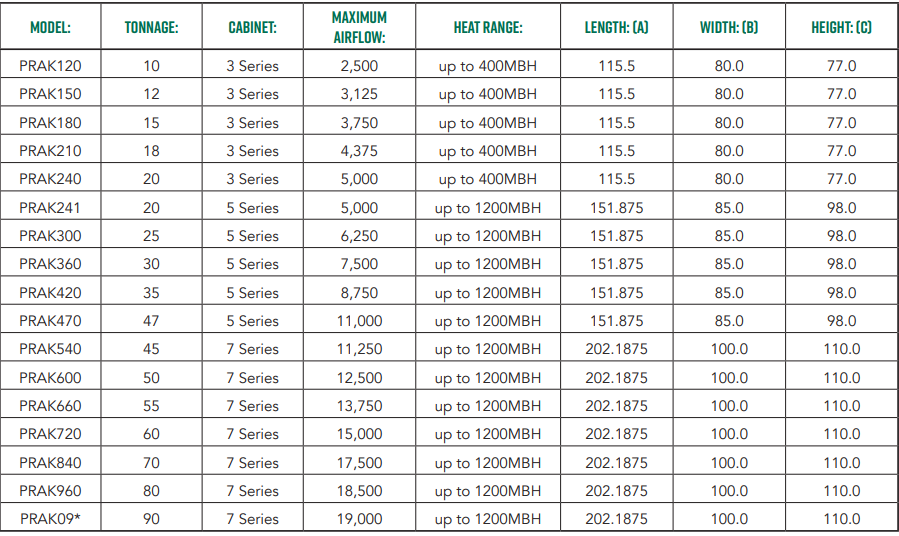 MODEL: TONNAGE: CABINET: MAXIMUM AIRFLOW: HEAT RANGE: LENGTH: (A) WIDTH: (B) HEIGHT: (C)
PRAK120 10 3 Series 2,500 up to 400MBH 115.5 80.0 77.0
PRAK150 12 3 Series 3,125 up to 400MBH 115.5 80.0 77.0
PRAK180 15 3 Series 3,750 up to 400MBH 115.5 80.0 77.0
PRAK210 18 3 Series 4,375 up to 400MBH 115.5 80.0 77.0
PRAK240 20 3 Series 5,000 up to 400MBH 115.5 80.0 77.0
PRAK241 20 5 Series 5,000 up to 1200MBH 151.875 85.0 98.0
PRAK300 25 5 Series 6,250 up to 1200MBH 151.875 85.0 98.0
PRAK360 30 5 Series 7,500 up to 1200MBH 151.875 85.0 98.0
PRAK420 35 5 Series 8,750 up to 1200MBH 151.875 85.0 98.0
PRAK470 47 5 Series 11,000 up to 1200MBH 151.875 85.0 98.0
PRAK540 45 7 Series 11,250 up to 1200MBH 202.1875 100.0 110.0
PRAK600 50 7 Series 12,500 up to 1200MBH 202.1875 100.0 110.0
PRAK660 55 7 Series 13,750 up to 1200MBH 202.1875 100.0 110.0
PRAK720 60 7 Series 15,000 up to 1200MBH 202.1875 100.0 110.0
PRAK840 70 7 Series 17,500 up to 1200MBH 202.1875 100.0 110.0
PRAK960 80 7 Series 18,500 up to 1200MBH 202.1875 100.0 110.0
PRAK09* 90 7 Series 19,000 up to 1200MBH 202.1875 100.0 110.0